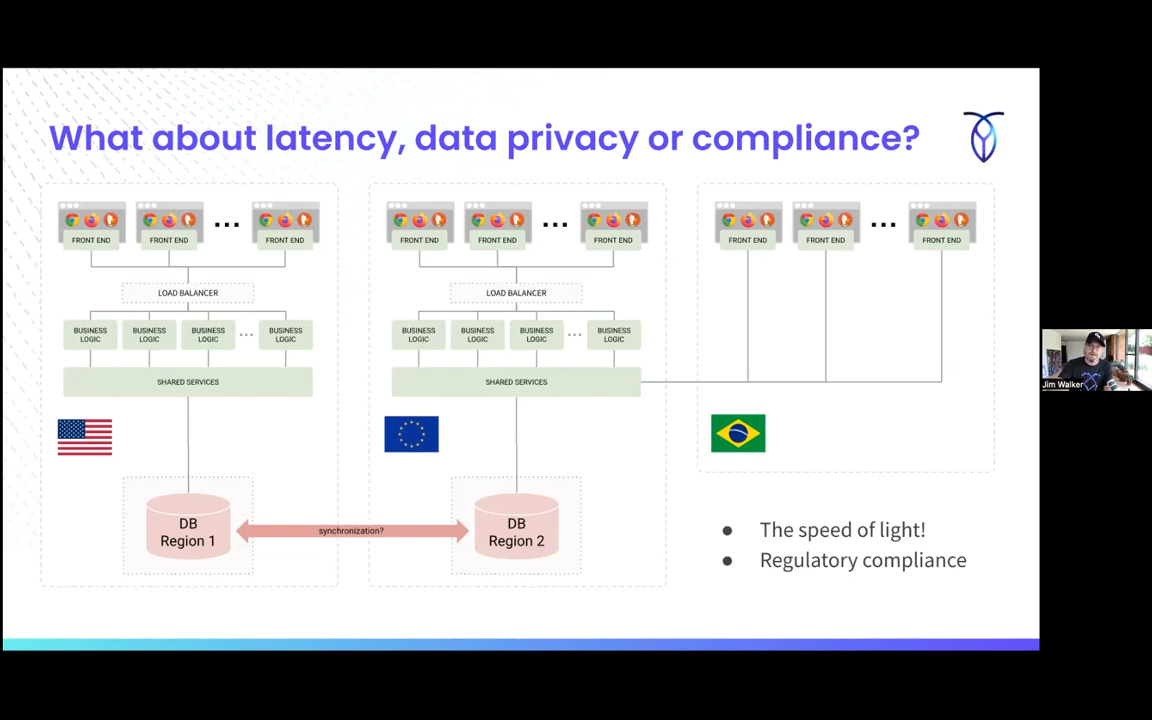 What about latency, data privacy or compliance?
FRONT END
FRONT END
...
FRONT END
LOAD BALANCER
BUSINESS
LOGIC
BUSINESS
LOGIC
BUSINESS
LOGIC
...
BUSINESS
LOGIC
SHARED SERVICES
DB
Region 1
synchronization?
FRONT END
FRONT END
...
FRONT END
LOAD BALANCER
BUSINESS
LOGIC
BUSINESS
LOGIC
BUSINESS
LOGIC
...
BUSINESS
LOGIC
SHARED SERVICES
DB
Region 2
FRONT END
FRONT END
...
FRONT END
● The speed of light!
● Regulatory compliance
Jim Walker